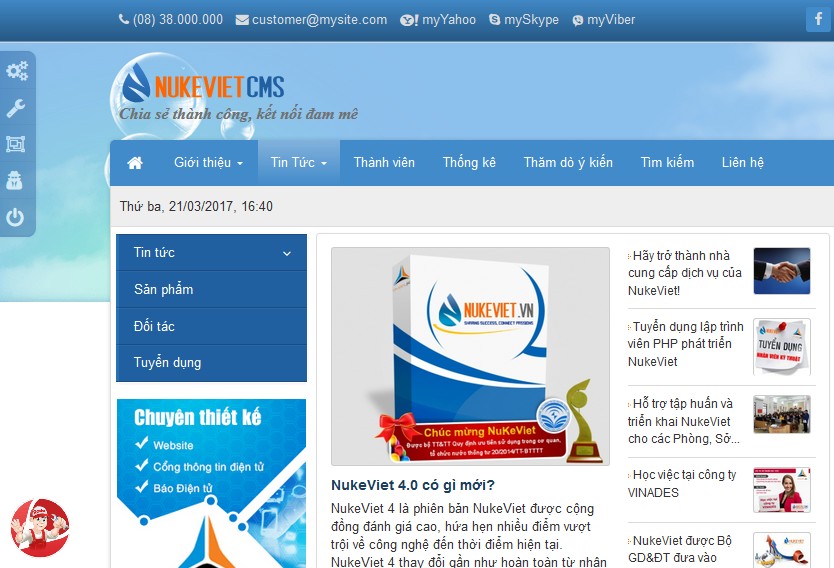 (08) 38.000.000 customer@mysite.com myYahoo mySkype myViber
NUKEVIETCMS
Chia sẻ thành công, kết nối đam mê
Giới thiệu Tin Tức Thành viên Thống kê Thăm dò ý kiến Tìm kiếm Liên hệ
Thứ ba, 21/03/2017, 16:40
Tin tức
Sản phẩm
Đối tác
Tuyển dụng
Chuyên thiết kế
Website
Cổng thông tin điện tử
Báo Điện tử
NUKEVIET.VN
SHARING SUCCESS, CONNECT PASSIONS
Chúc mừng NuKeViet
Được bộ TT&TT Quy định ưu tiên sử dụng trong cơ quan,
tổ chức nước thông tư 20/2014/TT-BTTTT
NukeViet 4.0 có gì mới?
NukeViet 4 là phiên bản NukeViet được cộng
đồng đánh giá cao, hứa hẹn nhiều điểm vượt
trội về công nghệ đến thời điểm hiện tại.
NukeViet 4 thay đổi gần như hoàn toàn từ nhân
Hãy trở thành nhà
cung cấp dịch vụ của
NukeViet!
Tuyển dụng lập trình
viên PHP phát triển
NukeViet
TUYỂN DỤNG
NHÂN VIÊN KỸ THUẬT
Hỗ trợ tập huấn và
triển khai NukeViet
cho các Phòng, Sở...
Học việc tại công ty
VINADES
NukeViet được Bộ
GD&ĐT đưa vào